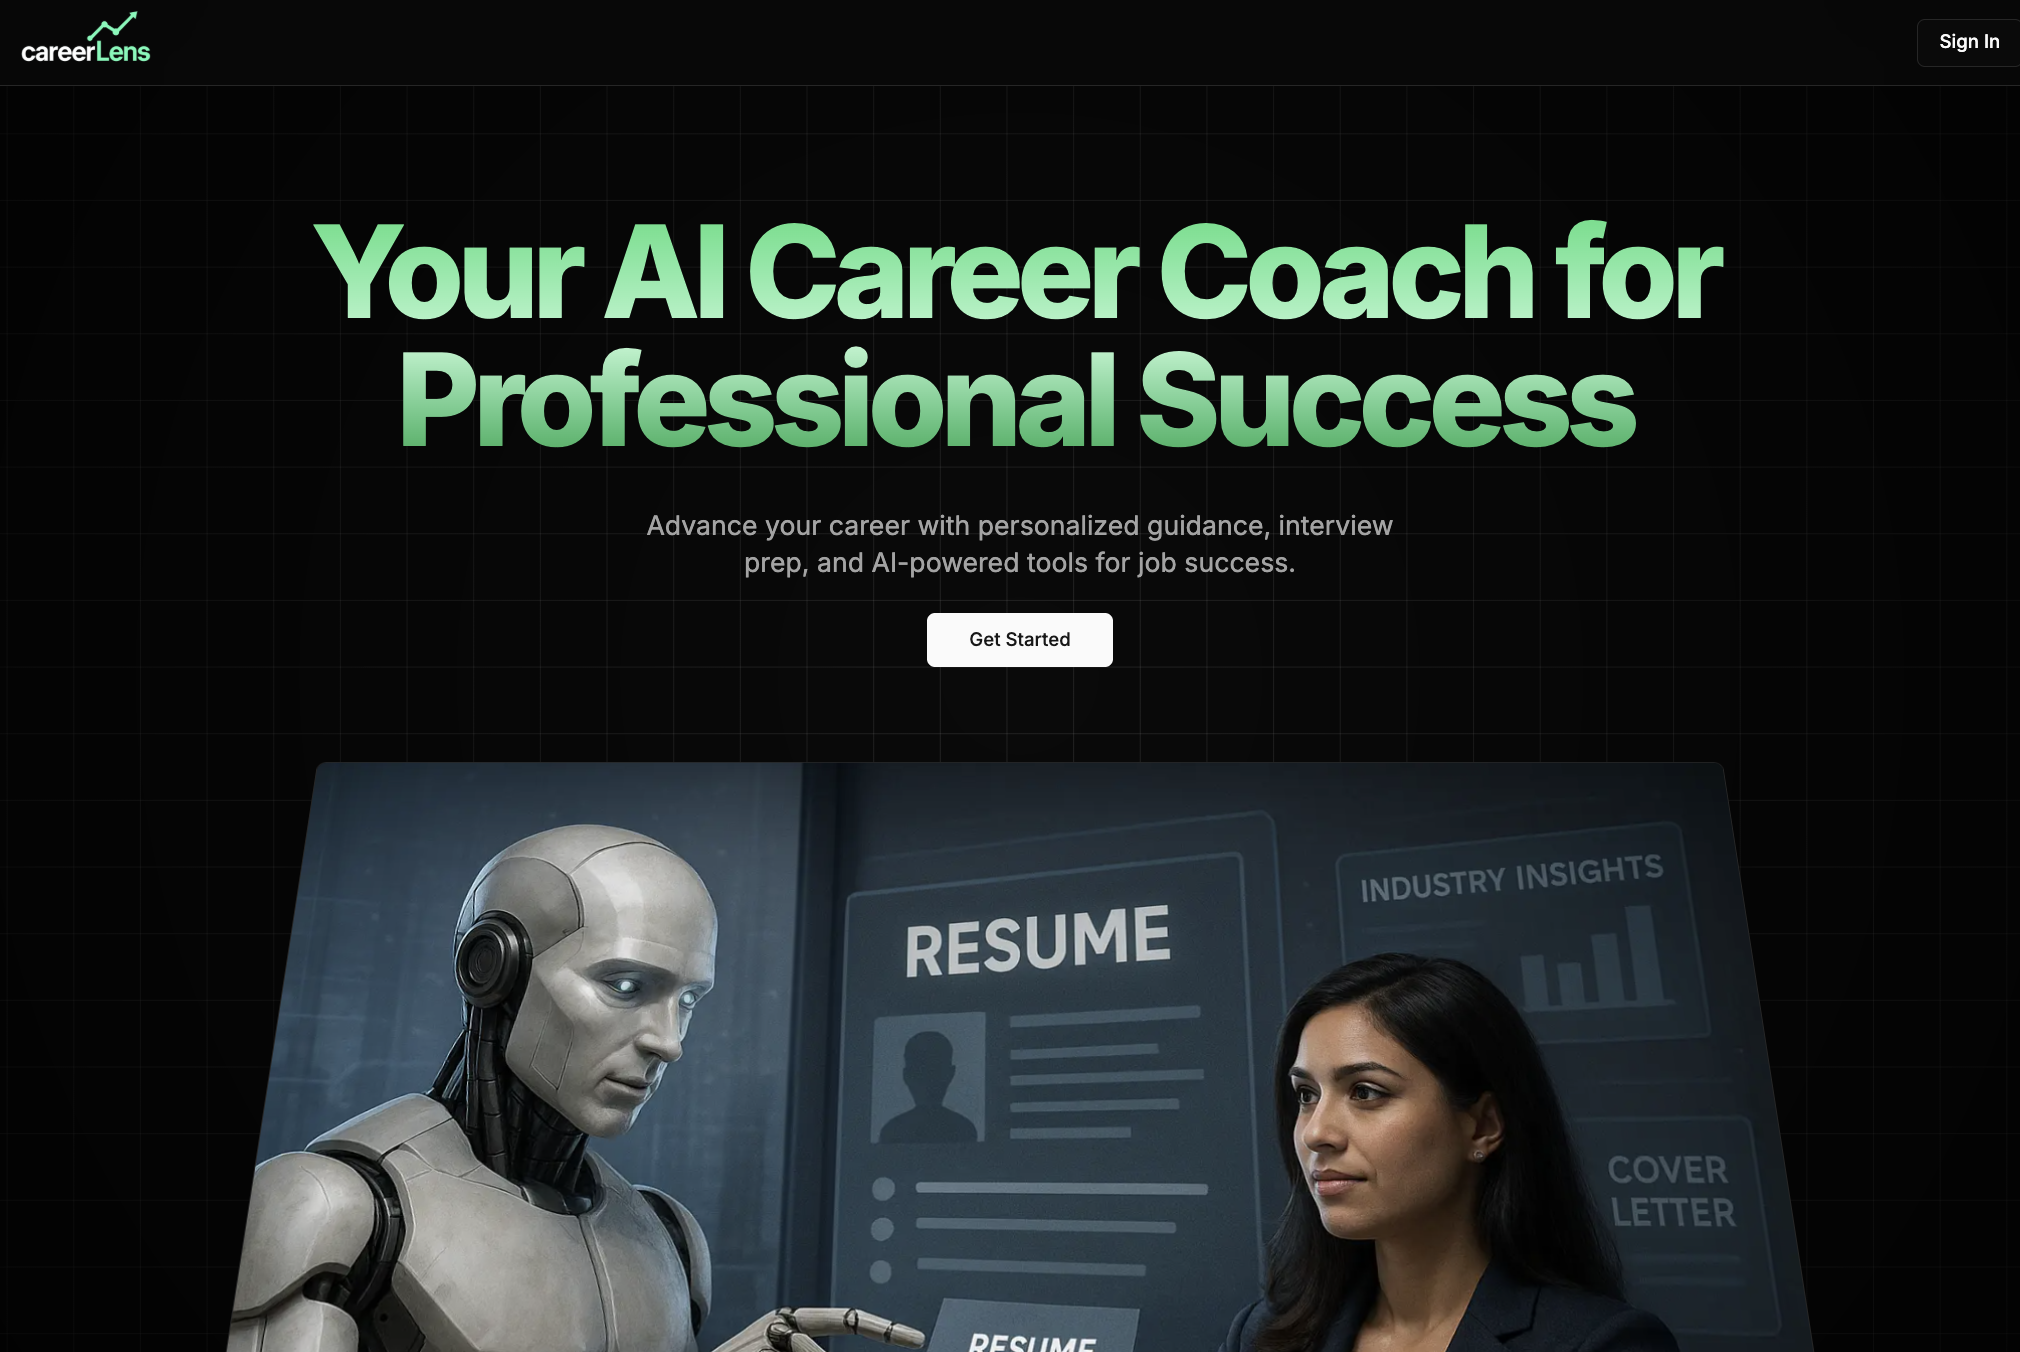 careerLens
Sign In
Your AI Career Coach for
Professional Success
Advance your career with personalized guidance, interview
prep, and AI-powered tools for job success.
Get Started
RESUME
INDUSTRY INSIGHTS
COVER
LETTER
RESUME